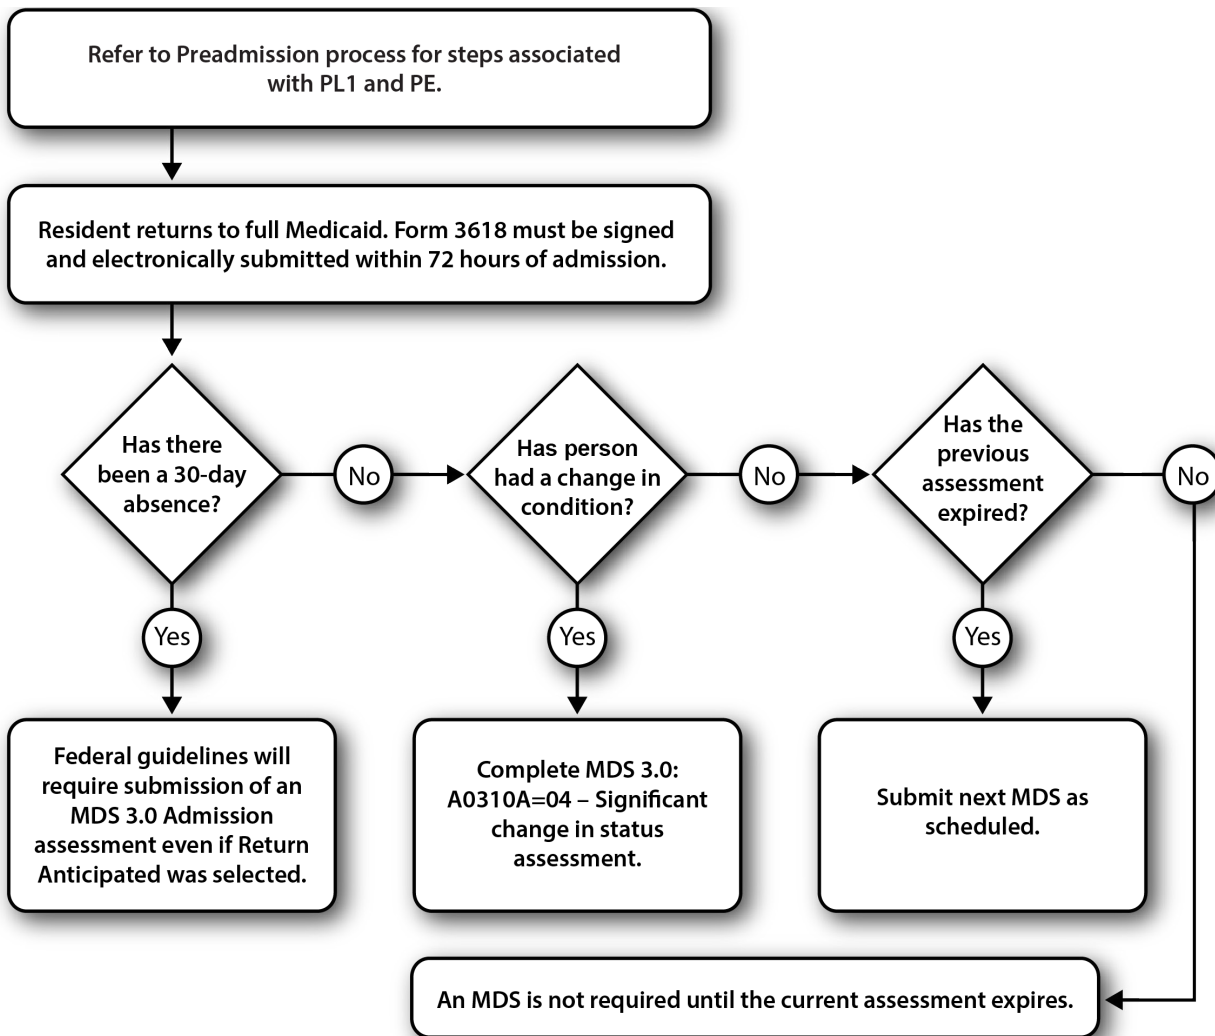 Refer to Preadmission process for steps associated
with PL1 and PE.
Resident returns to full Medicaid. Form 3618 must be signed
and electronically submitted within 72 hours of admission.
Has there
been a 30-day
absence?
No
Has person
had a change in
condition?
No
Has the
previous
assessment
expired?
No
Yes
Yes
Yes
Federal guidelines will
require submission of an
MDS 3.0 Admission
assessment even if Return
Anticipated was selected.
Complete MDS 3.0:
A0310A=04 – Significant
change in status
assessment.
Submit next MDS as
scheduled.
An MDS is not required until the current assessment expires.